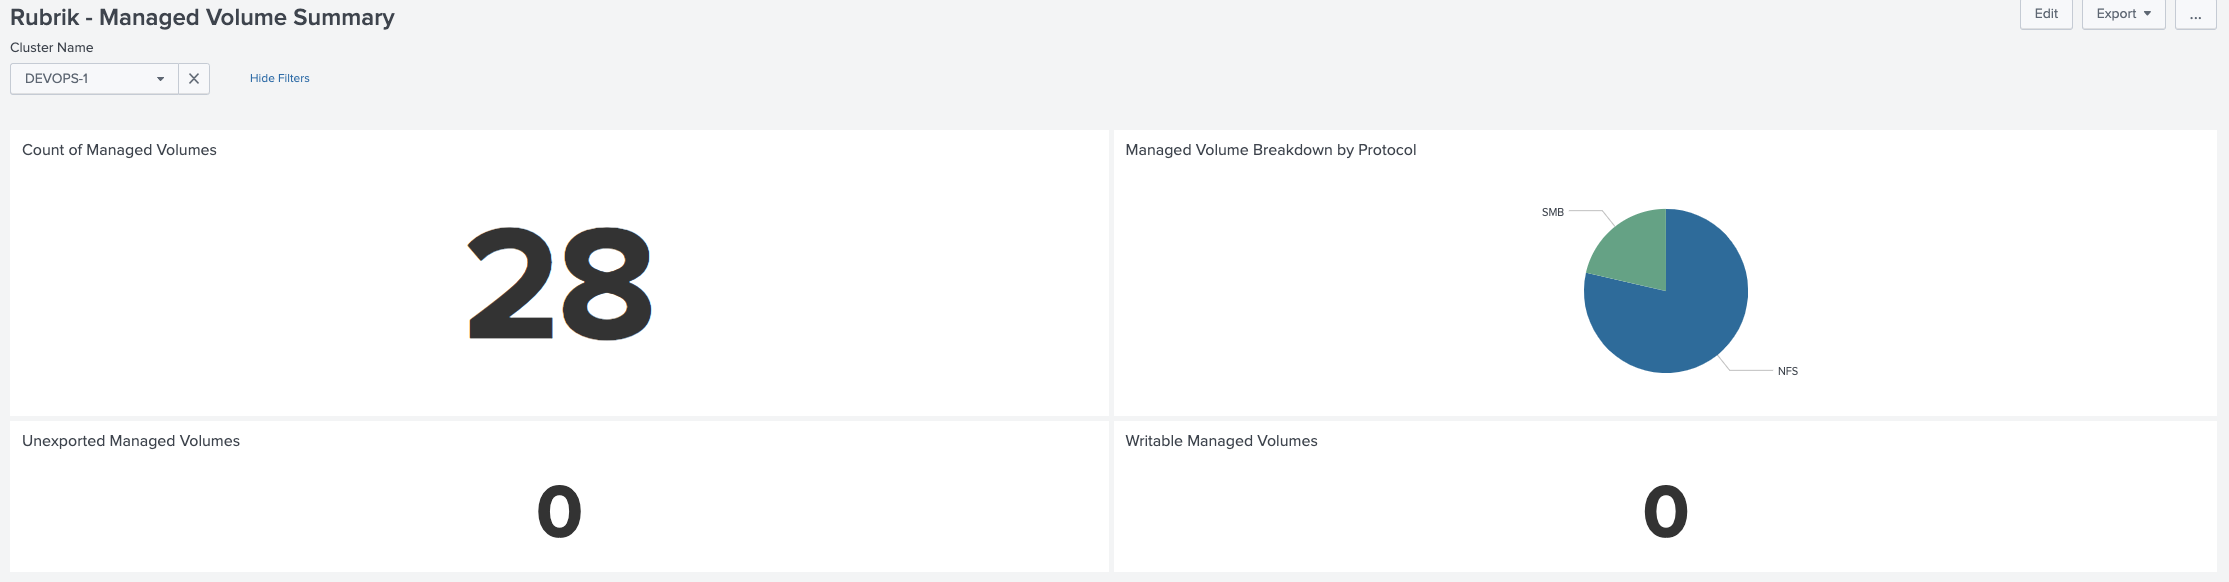 Rubrik - Managed Volume Summary
Edit
Export
...
Cluster Name
DEVOPS-1
Hide Filters
Count of Managed Volumes
28
Managed Volume Breakdown by Protocol
SMB
NFS
Unexported Managed Volumes
0
Writable Managed Volumes
0